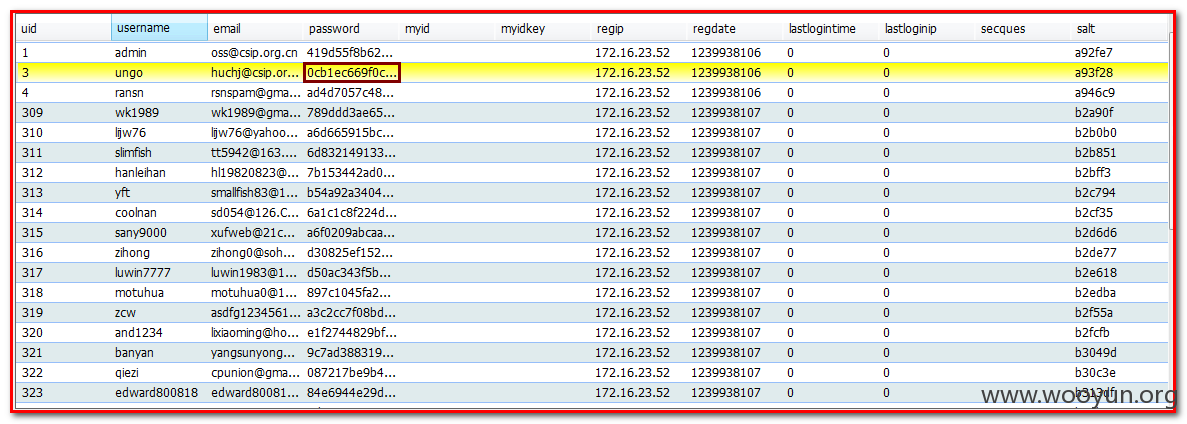 uid username email password myid myidkey regip regdate lastlogintime lastloginip secques salt
1 admin oss@csip.org.cn 419d55f8b62... 172.16.23.52 1239938106 0 0 a92fe7
3 ungo huchj@csip.or... 0cb1ec669f0c... 172.16.23.52 1239938106 0 0 a93f28
4 ransn rsnspam@gma... ad4d7057c48... 172.16.23.52 1239938106 0 0 a946c9
309 wk1989 wk1989@gma... 789ddd3ae65... 172.16.23.52 1239938107 0 0 b2a90f
310 ljw76 ljw76@yahoo... a6d665915bc... 172.16.23.52 1239938107 0 0 b2b0b0
311 slimfish tt5942@163.... 6d832149133... 172.16.23.52 1239938107 0 0 b2b851
312 hanleihan hl19820823@... 7b153442ad0... 172.16.23.52 1239938107 0 0 b2bff3
313 yft smallfish83@1... b54a92a3404... 172.16.23.52 1239938107 0 0 b2c794
314 coolnan sd054@126.C... 6a1c1c8f224d... 172.16.23.52 1239938107 0 0 b2cf35
315 sany9000 xufweb@21c... a6f0209abcaa... 172.16.23.52 1239938107 0 0 b2d6d6
316 zihong zihong0@soh... d30825ef152... 172.16.23.52 1239938107 0 0 b2de77
317 luwin7777 luwin1983@1... d50ac343f5b... 172.16.23.52 1239938107 0 0 b2e618
318 motuhua motuhua0@1... 897c1045fa2... 172.16.23.52 1239938107 0 0 b2edba
319 zcw asdfg1234561... a3c2cc7f08bd... 172.16.23.52 1239938107 0 0 b2f55a
320 and1234 lixiaoming@ho... e1f2744829bf... 172.16.23.52 1239938107 0 0 b2fcfb
321 banyan yangsunyong... 9c7ad388319... 172.16.23.52 1239938107 0 0 b3049d
322 qiezi cpunion@gma... 087217be9b4... 172.16.23.52 1239938107 0 0 b30c3e
323 edward800818 edward80081... 84e6944e29d... 172.16.23.52 1239938107 0 0 b313df
www.wooyun.org